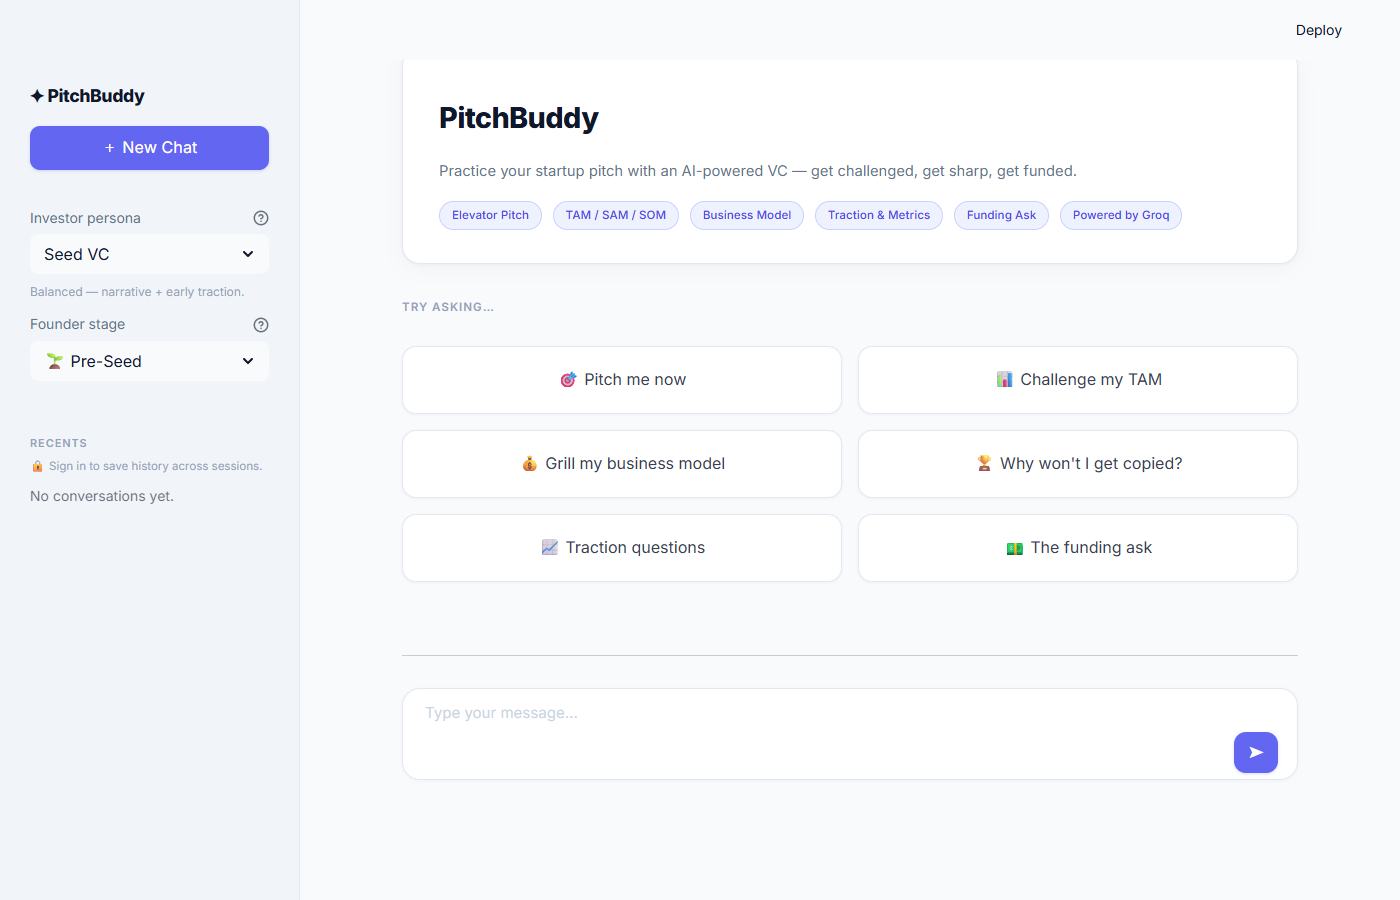 Deploy
✦ PitchBuddy
+ New Chat
Investor persona
Seed VC
Balanced — narrative + early traction.
Founder stage
🌱 Pre-Seed
RECENTS
🔒 Sign in to save history across sessions.
No conversations yet.
PitchBuddy
Practice your startup pitch with an AI-powered VC — get challenged, get sharp, get funded.
Elevator Pitch TAM / SAM / SOM Business Model Traction & Metrics Funding Ask Powered by Groq
TRY ASKING...
🎯 Pitch me now
📊 Challenge my TAM
💰 Grill my business model
🏆 Why won't I get copied?
📈 Traction questions
💵 The funding ask
Type your message...